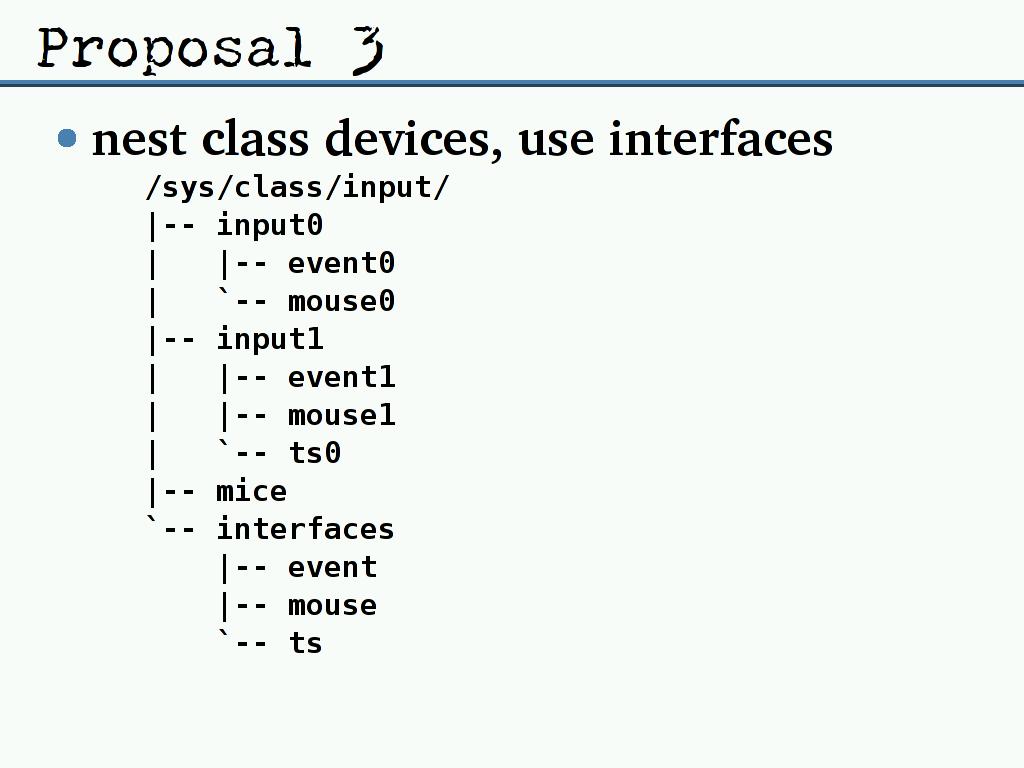 Proposal 3
• nest class devices, use interfaces
/sys/class/input/
|-- input0
|   |-- event0
|   `-- mouse0
|-- input1
|   |-- event1
|   |-- mouse1
|   `-- ts0
|-- mice
`-- interfaces
    |-- event
    |-- mouse
    `-- ts